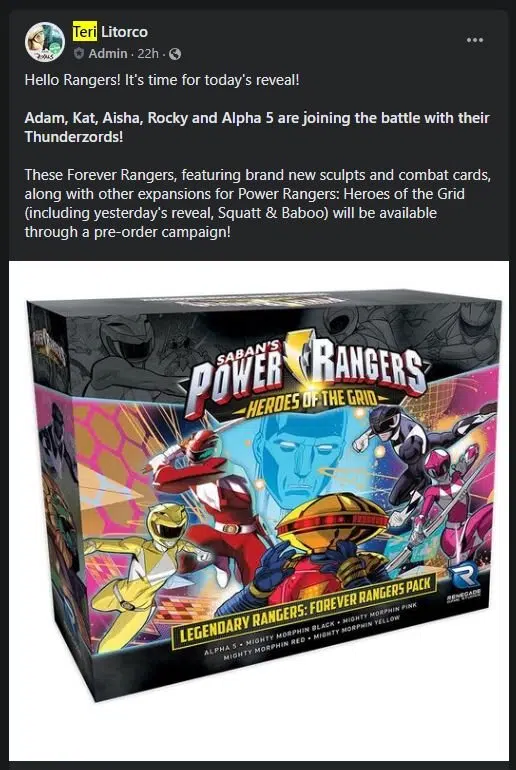 Teri Litorco
Admin · 22h ·
Hello Rangers! It's time for today's reveal!
Adam, Kat, Aisha, Rocky and Alpha 5 are joining the battle with their
Thunderzords!
These Forever Rangers, featuring brand new sculpts and combat cards,
along with other expansions for Power Rangers: Heroes of the Grid
(including yesterday's reveal, Squatt & Baboo) will be available
through a pre-order campaign!
SABAN'S
POWER RANGERS
HEROES OF THE GRID
LEGENDARY RANGERS: FOREVER RANGERS PACK
ALPHA 5 • MIGHTY MORPHIN BLACK • MIGHTY MORPHIN PINK
MIGHTY MORPHIN RED • MIGHTY MORPHIN YELLOW
RENEGADE
GAME STUDIOS